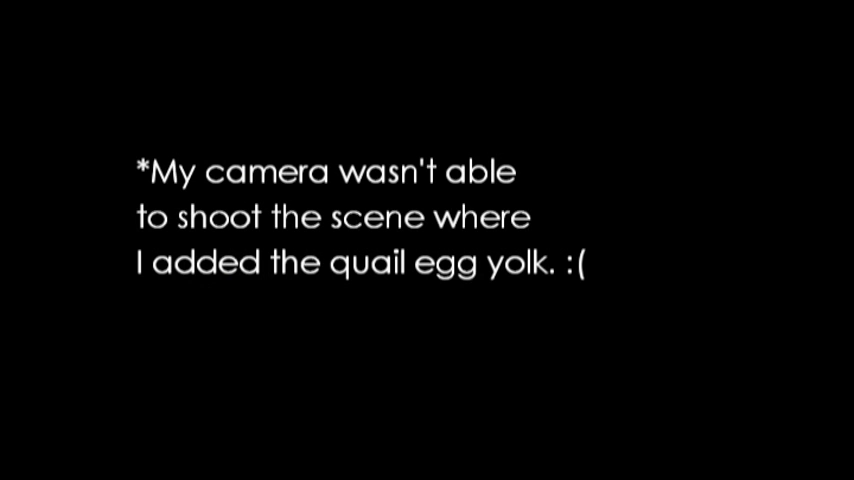 *My camera wasn't able
to shoot the scene where
I added the quail egg yolk. :(